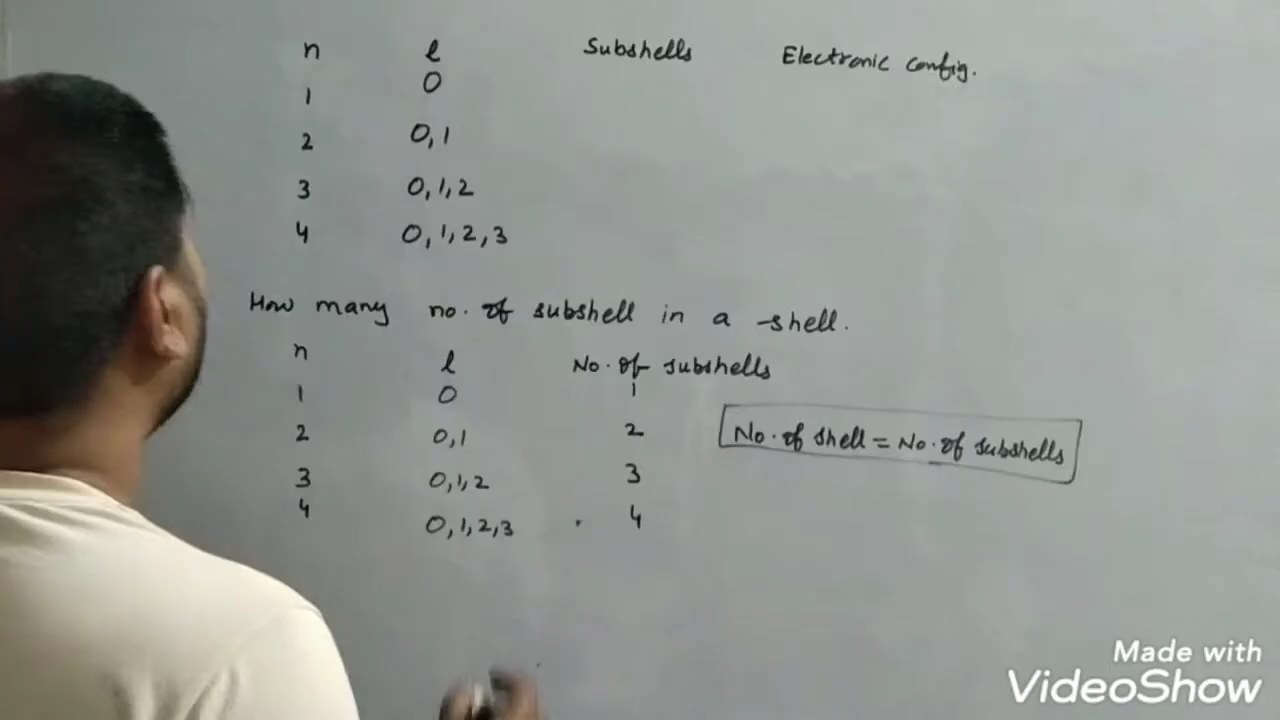 n l Subshells Electronic config.
1 0
2 0,1
3 0,1,2
4 0,1,2,3
How many no. of subshell in a shell.
n l No. of subshells
1 0 1
2 0,1 2
3 0,1,2 3
4 0,1,2,3 4
No. of shell = No. of subshells
Made with
VideoShow